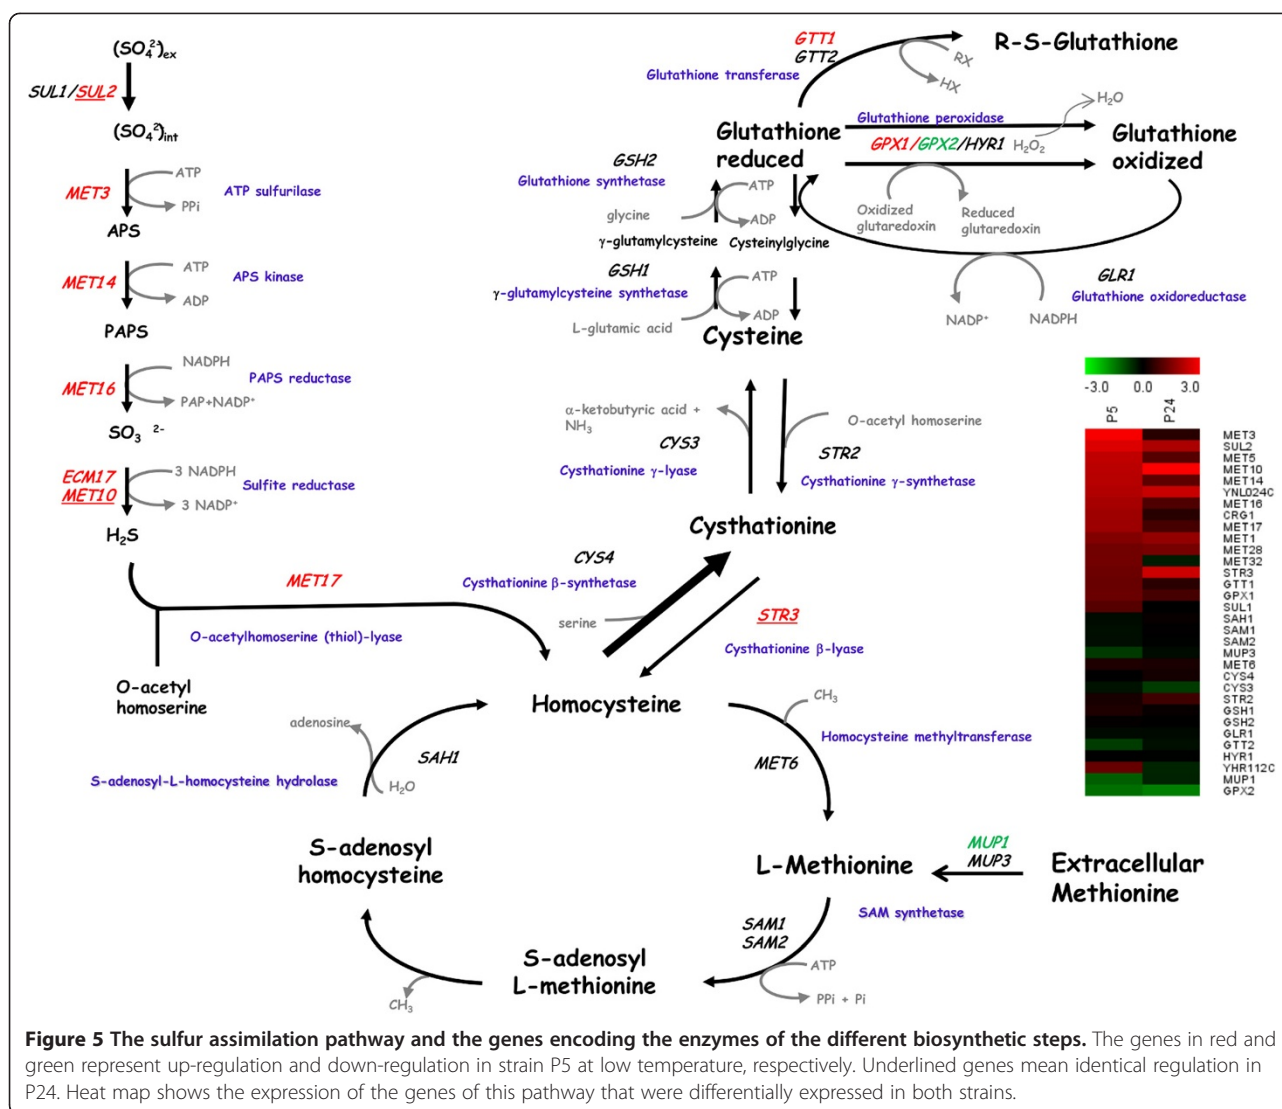 (SO₄²⁻)ex
SUL1/SUL2
(SO₄²)int
MET3
ATP
PPi
ATP sulfurilase
APS
MET14
ATP
ADP
APS kinase
PAPS
MET16
NADPH
PAP+NADP⁺
PAPS reductase
SO₃ ²⁻
ECM17
MET10
3 NADPH
3 NADP⁺
Sulfite reductase
H₂S
MET17
O-acetylhomoserine (thiol)-lyase
O-acetyl
homoserine
GTT1
GTT2
Glutathione transferase
RX
HX
R-S-Glutathione
Glutathione
reduced
Glutathione peroxidase
GPX1/GPX2/HYR1
H₂O
H₂O₂
Glutathione
oxidized
Oxidized
glutaredoxin
Reduced
glutaredoxin
GLR1
Glutathione oxidoreductase
NADP⁺
NADPH
GSH2
Glutathione synthetase
glycine
ATP
ADP
γ-glutamylcysteine
Cysteinylglycine
GSH1
γ-glutamylcysteine synthetase
L-glutamic acid
ATP
ADP
Cysteine
α-ketobutyric acid +
NH₃
CYS3
Cysthationine γ-lyase
O-acetyl homoserine
STR2
Cysthationine γ-synthetase
Cysthationine
CYS4
Cysthationine β-synthetase
serine
STR3
Cysthationine β-lyase
Homocysteine
adenosine
SAH1
S-adenosyl-L-homocysteine hydrolase
H₂O
CH₃
Homocysteine methyltransferase
MET6
S-adenosyl
homocysteine
L-Methionine
MUP1
MUP3
Extracellular
Methionine
SAM synthetase
SAM1
SAM2
ATP
PPi + Pi
S-adenosyl
L-methionine
CH₃
-3.0 0.0 3.0
P5
P24
MET3
SUL2
MET5
MET10
MET14
YNL024C
MET16
CRG1
MET17
MET1
MET28
MET32
STR3
GTT1
GPX1
SUL1
SAH1
SAM1
SAM2
MUP3
MET6
CYS4
CYS3
STR2
GSH1
GSH2
GLR1
GTT2
HYR1
YHR112C
MUP1
GPX2
Figure 5 The sulfur assimilation pathway and the genes encoding the enzymes of the different biosynthetic steps. The genes in red and
green represent up-regulation and down-regulation in strain P5 at low temperature, respectively. Underlined genes mean identical regulation in
P24. Heat map shows the expression of the genes of this pathway that were differentially expressed in both strains.